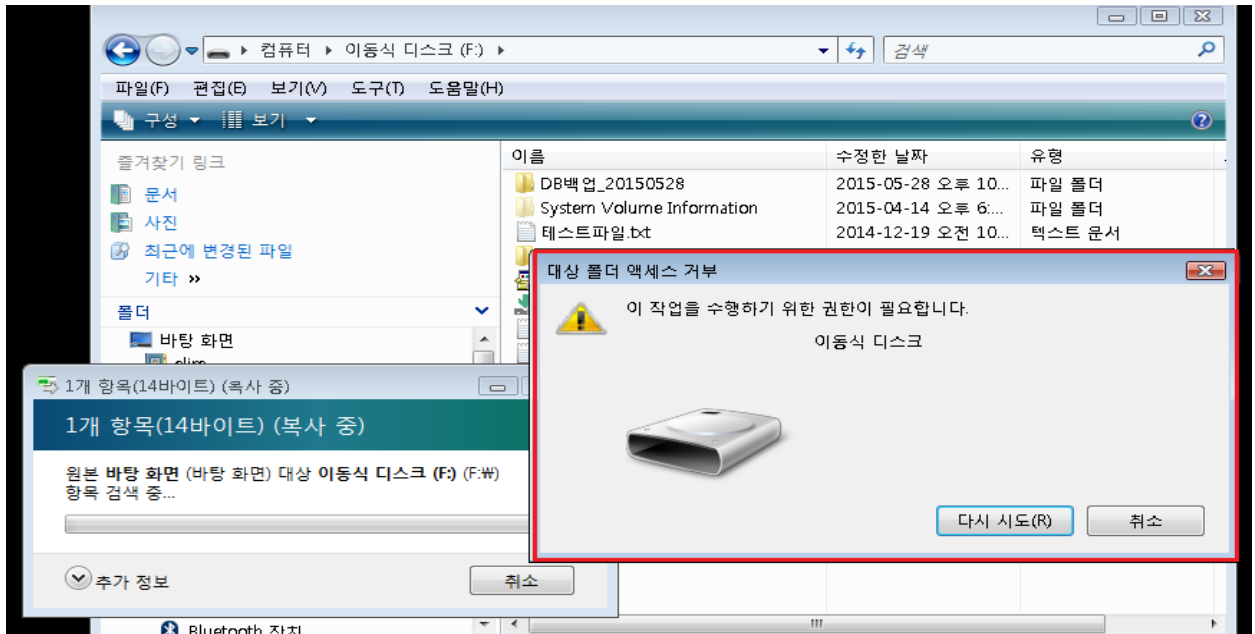 컴퓨터 이동식 디스크 (F:)
검색
파일(F) 편집(E) 보기(V) 도구(T) 도움말(H)
구성 보기
즐겨찾기 링크
문서
사진
최근에 변경된 파일
기타 »
폴더
바탕 화면
이름 수정한 날짜 유형
DB백업_20150528 2015-05-28 오후 10... 파일 폴더
System Volume Information 2015-04-14 오후 6:... 파일 폴더
테스트파일.txt 2014-12-19 오전 10... 텍스트 문서
대상 폴더 액세스 거부
이 작업을 수행하기 위한 권한이 필요합니다.
이동식 디스크
다시 시도(R) 취소
1개 항목(14바이트) (복사 중)
1개 항목(14바이트) (복사 중)
원본 바탕 화면 (바탕 화면) 대상 이동식 디스크 (F:) (F:₩)
항목 검색 중...
추가 정보 취소
Bluetooth 장치